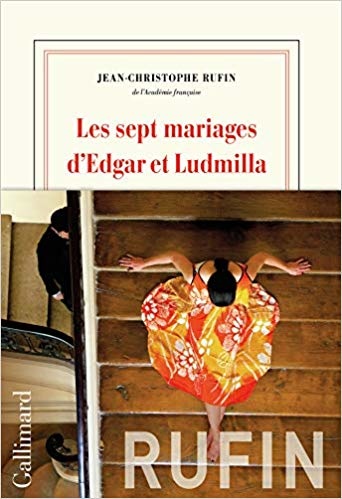 JEAN-CHRISTOPHE RUFIN
de l'Académie française
Les sept mariages
d'Edgar et Ludmilla
Gallimard
RUFIN